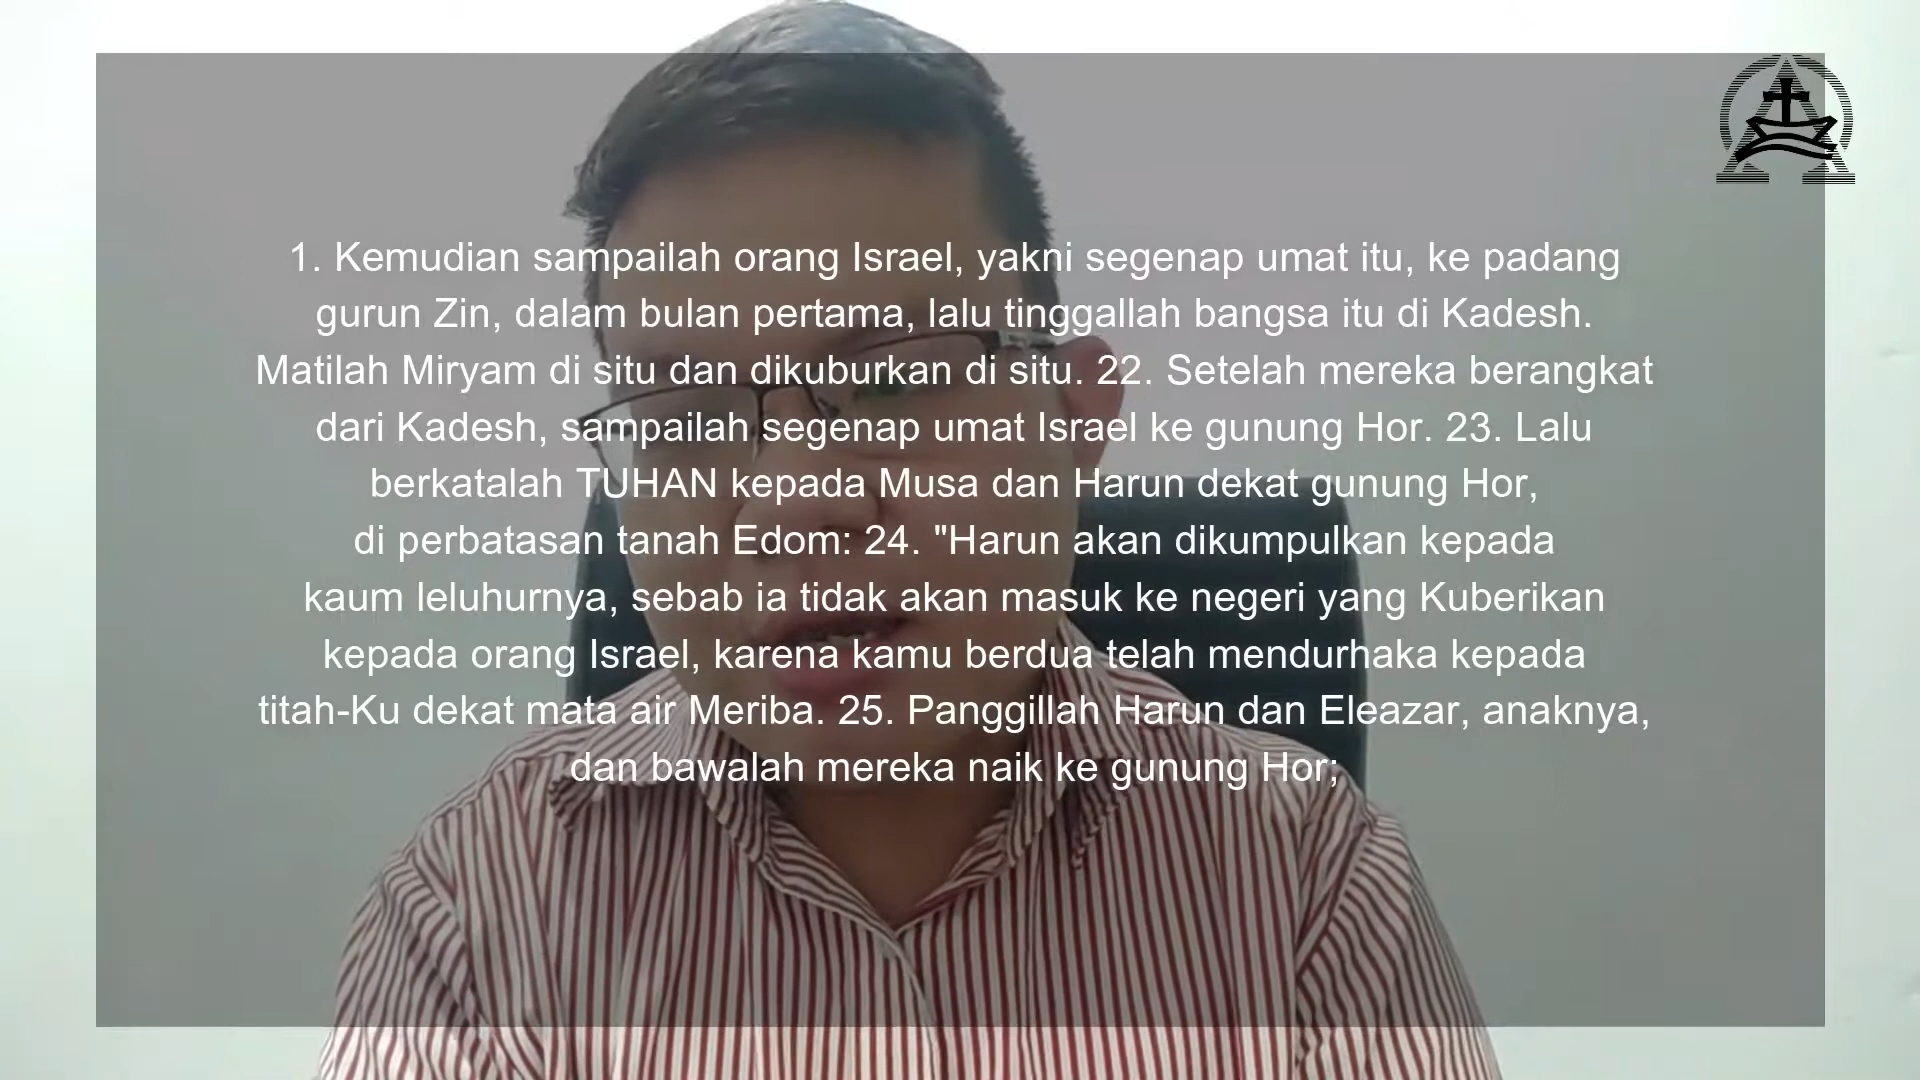 1. Kemudian sampailah orang Israel, yakni segenap umat itu, ke padang
gurun Zin, dalam bulan pertama, lalu tinggallah bangsa itu di Kadesh.
Matilah Miryam di situ dan dikuburkan di situ. 22. Setelah mereka berangkat
dari Kadesh, sampailah segenap umat Israel ke gunung Hor. 23. Lalu
berkatalah TUHAN kepada Musa dan Harun dekat gunung Hor,
di perbatasan tanah Edom: 24. "Harun akan dikumpulkan kepada
kaum leluhurnya, sebab ia tidak akan masuk ke negeri yang Kuberikan
kepada orang Israel, karena kamu berdua telah mendurhaka kepada
titah-Ku dekat mata air Meriba. 25. Panggillah Harun dan Eleazar, anaknya,
dan bawalah mereka naik ke gunung Hor;